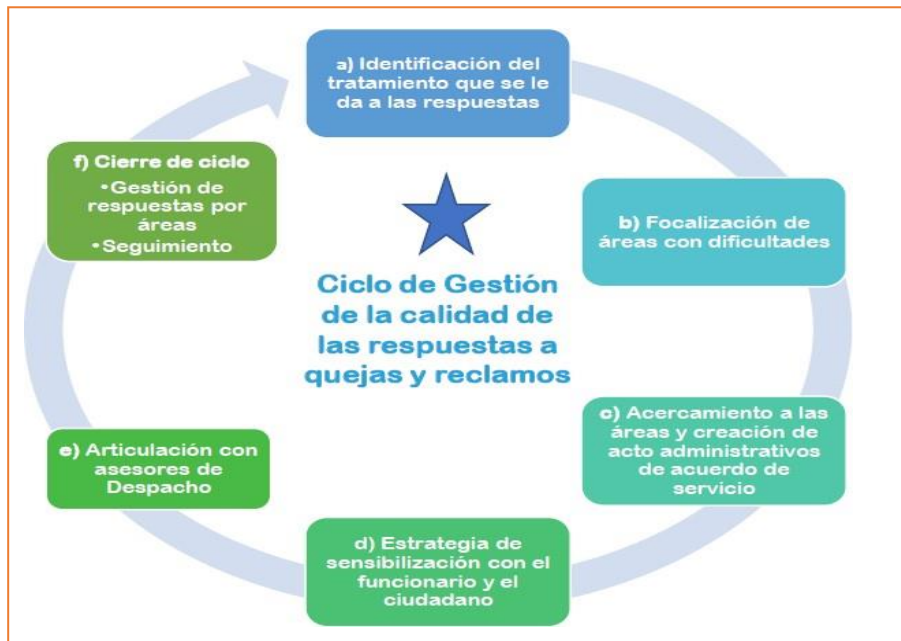 a) Identificación del
tratamiento que se le
da a las respuestas
b) Focalización de
áreas con dificultades
c) Acercamiento a las
áreas y creación de
acto administrativos
de acuerdo de
servicio
d) Estrategia de
sensibilización con el
funcionario y el
ciudadano
e) Articulación con
asesores de
Despacho
f) Cierre de ciclo
•Gestión de
respuestas por
áreas
•Seguimiento
Ciclo de Gestión
de la calidad de
las respuestas a
quejas y reclamos